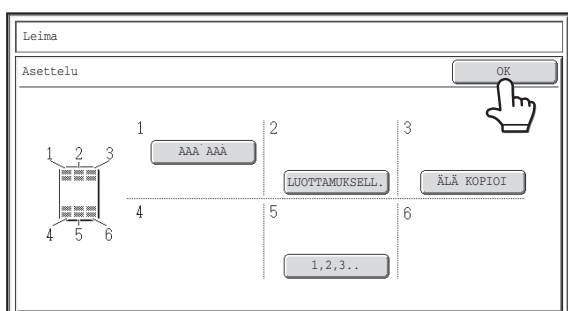 Leima
Asettelu
OK
1 2 3
4 5 6
1
AAA AAA
2
LUOTTAMUKSELL.
3
ÄLÄ KOPIOI
4
5
1,2,3..
6